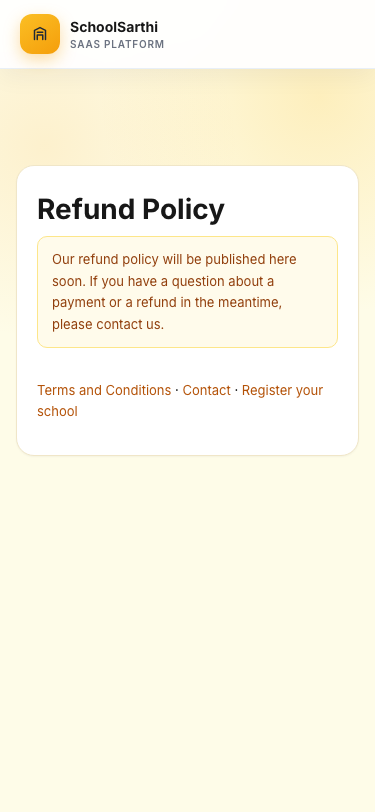 SchoolSarthi
SAAS PLATFORM
Refund Policy
Our refund policy will be published here
soon. If you have a question about a
payment or a refund in the meantime,
please contact us.
Terms and Conditions · Contact · Register your
school